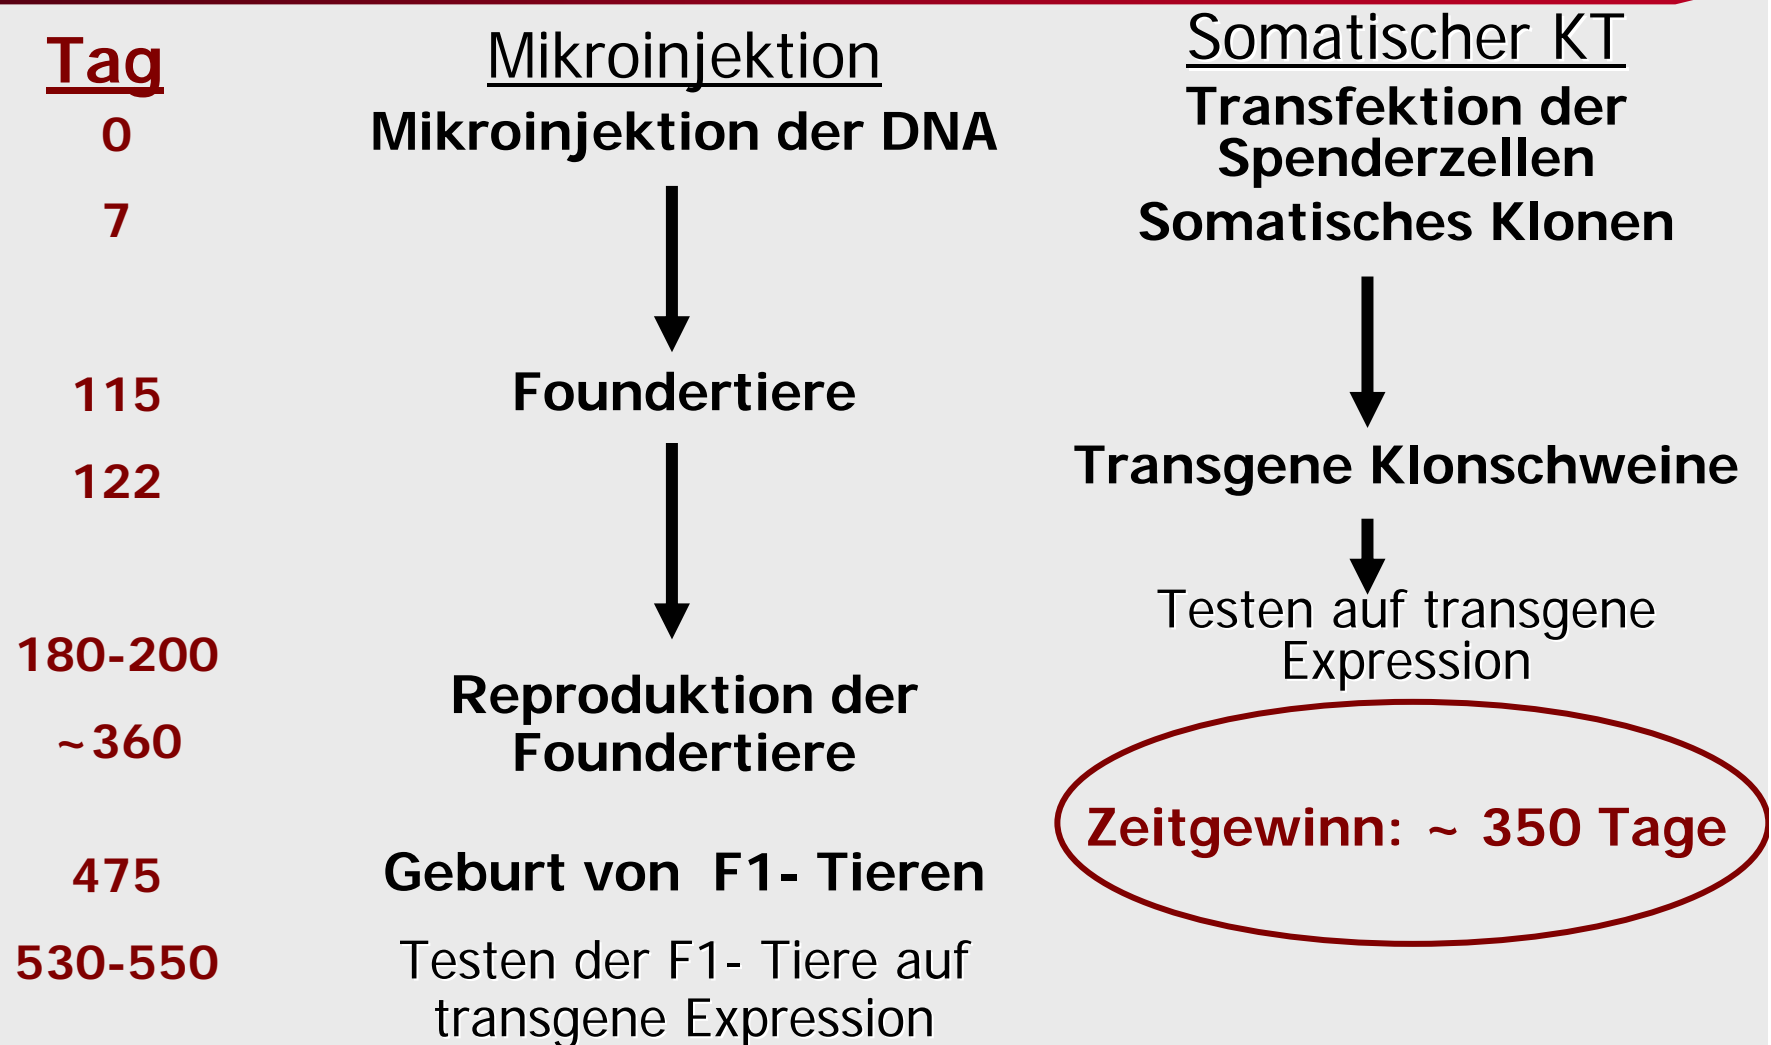 Tag
0
7
115
122
180-200
~360
475
530-550
Mikroinjektion
Mikroinjektion der DNA
Foundertiere
Reproduktion der
Foundertiere
Geburt von F1- Tieren
Testen der F1- Tiere auf
transgene Expression
Somatischer KT
Transfektion der
Spenderzellen
Somatisches Klonen
Transgene Klonschweine
Testen auf transgene
Expression
Zeitgewinn: ~ 350 Tage